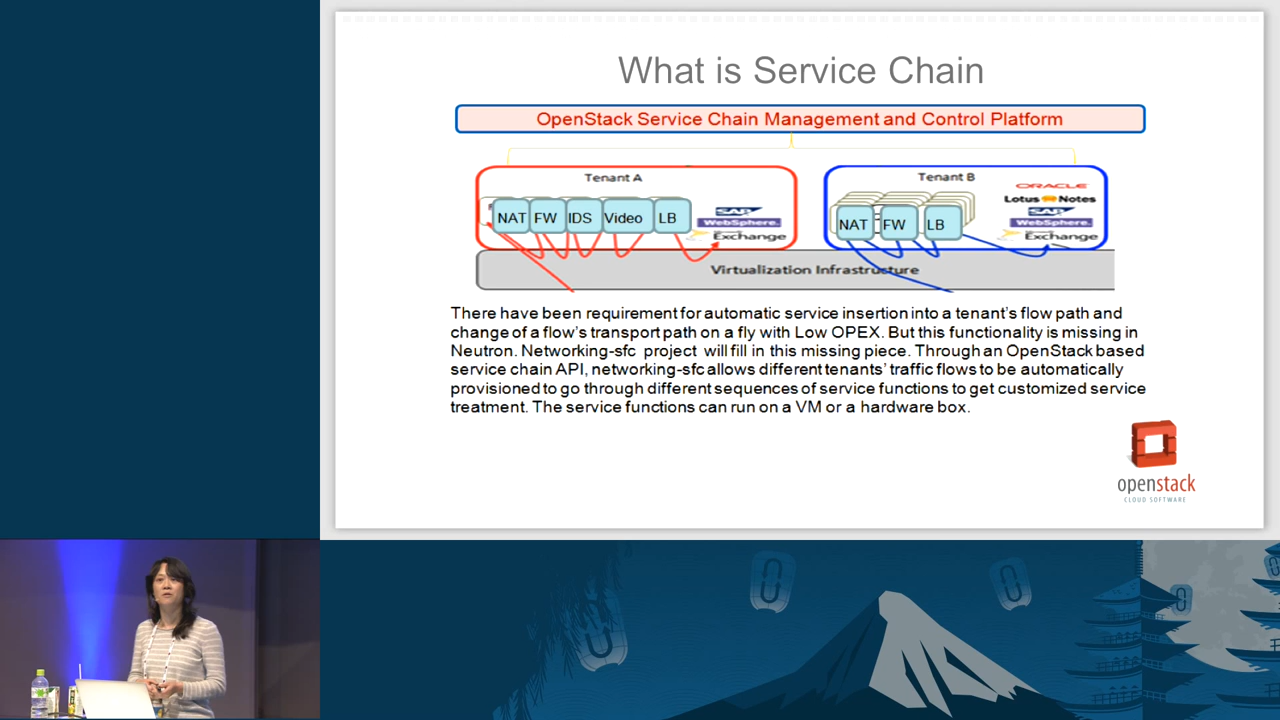 What is Service Chain
OpenStack Service Chain Management and Control Platform
Tenant A
NAT FW IDS Video LB
SAP
WebSphere.
Exchange
Tenant B
NAT FW LB
ORACLE
Lotus Notes
SAP
WebSphere.
Exchange
Virtualization Infrastructure
There have been requirement for automatic service insertion into a tenant's flow path and
change of a flow's transport path on a fly with Low OPEX. But this functionality is missing in
Neutron. Networking-sfc project will fill in this missing piece. Through an OpenStack based
service chain API, networking-sfc allows different tenants' traffic flows to be automatically
provisioned to go through different sequences of service functions to get customized service
treatment. The service functions can run on a VM or a hardware box.
openstack
CLOUD SOFTWARE